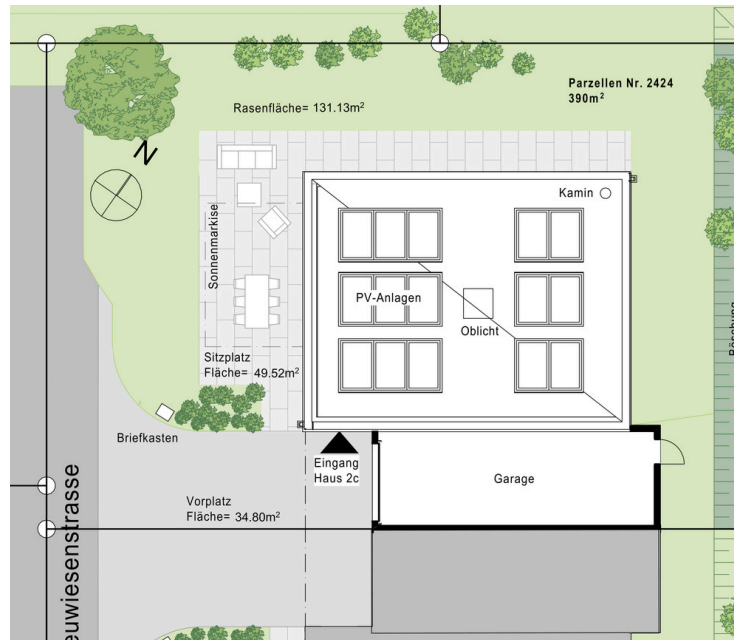 Parzellen Nr. 2424
390m²
Rasenfläche= 131.13m²
N
Kamin
Sonnenmarkise
PV-Anlagen
Oblicht
Böschung
Sitzplatz
Fläche= 49.52m²
Briefkasten
Eingang
Haus 2c
Garage
Vorplatz
Fläche= 34.80m²
euwiesenstrasse